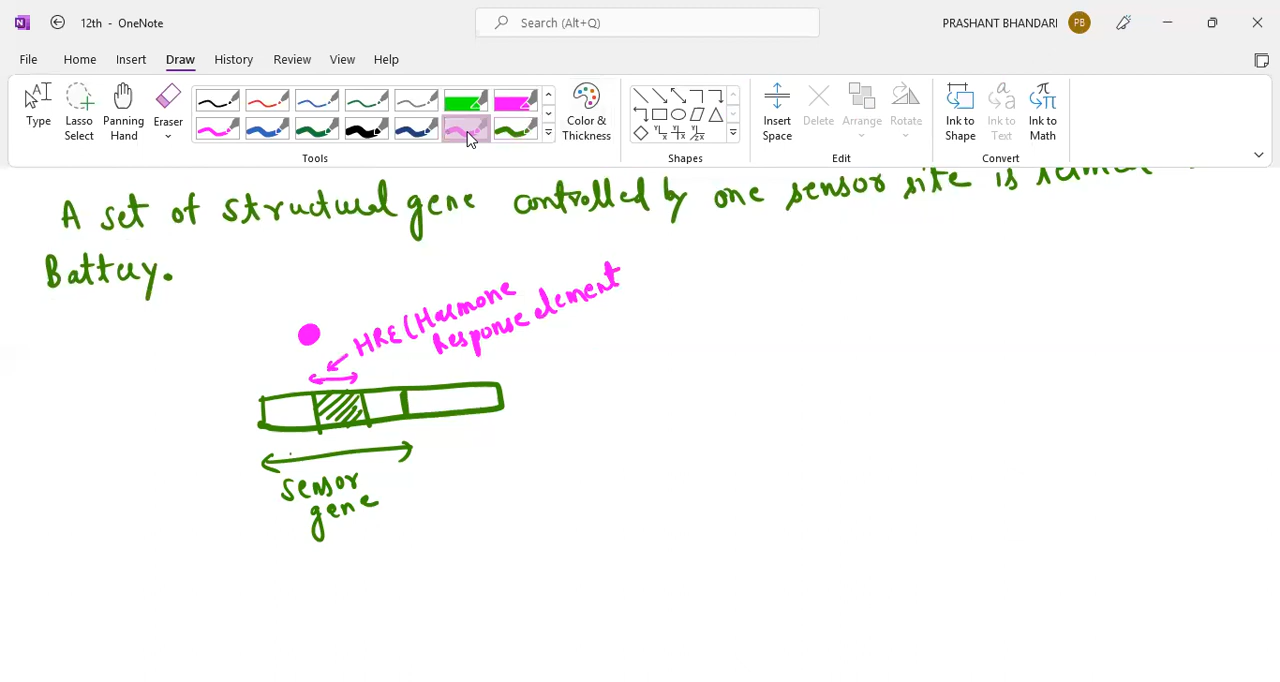 12th - OneNote
Search (Alt+Q)
PRASHANT BHANDARI
PB
File Home Insert Draw History Review View Help
Type
Lasso Select
Panning Hand
Eraser
Color & Thickness
Insert Space
Delete
Arrange
Rotate
Ink to Shape
Ink to Text
Ink to Math
Tools
Shapes
Edit
Convert
A set of structural gene controlled by one sensor site is termed
Battery.
HRE (Harmone
Response element
sensor
gene